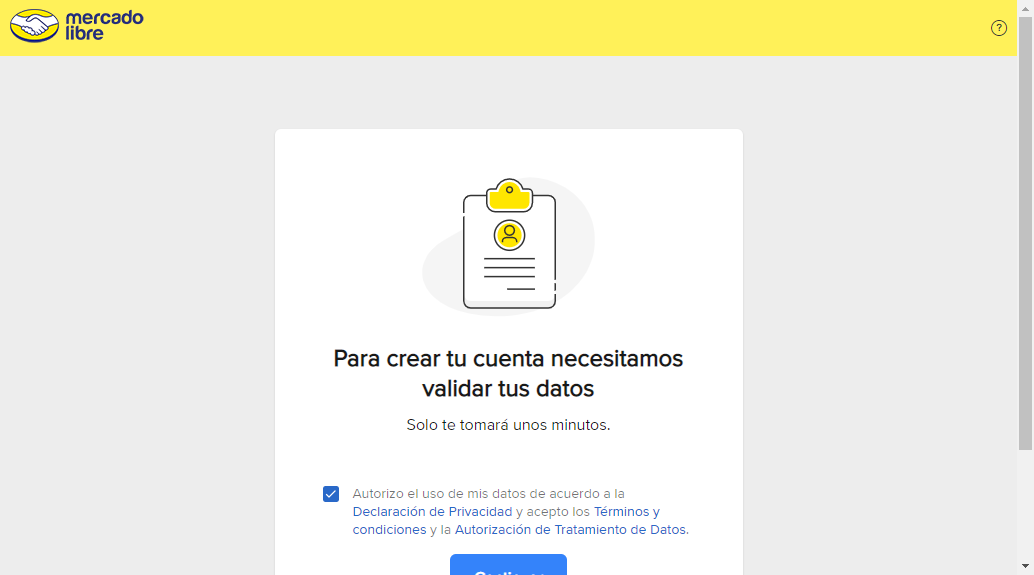 mercado
libre
Para crear tu cuenta necesitamos
validar tus datos
Solo te tomará unos minutos.
Autorizo el uso de mis datos de acuerdo a la
Declaración de Privacidad y acepto los Términos y
condiciones y la Autorización de Tratamiento de Datos.